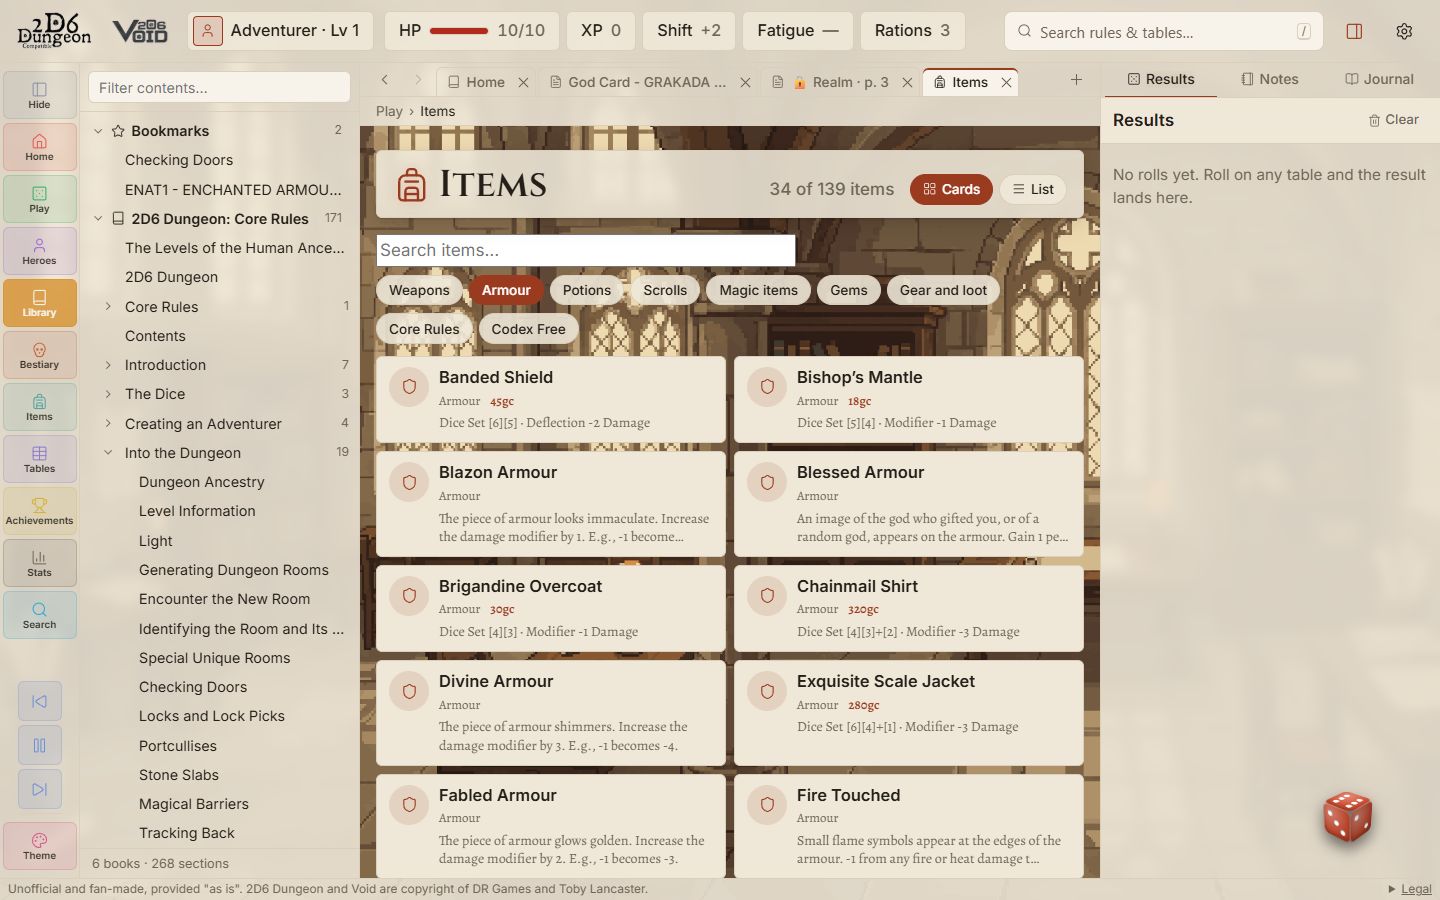 2D6 Dungeon
Compatible
2D6 VOID
Adventurer · Lv 1
HP 10/10
XP 0
Shift +2
Fatigue —
Rations 3
Search rules & tables... /
Hide
Home
Play
Heroes
Library
Bestiary
Items
Tables
Achievements
Stats
Search
Theme
Filter contents...
Bookmarks 2
Checking Doors
ENAT1 - ENCHANTED ARMOU...
2D6 Dungeon: Core Rules 171
The Levels of the Human Ance...
2D6 Dungeon
Core Rules 1
Contents
Introduction 7
The Dice 3
Creating an Adventurer 4
Into the Dungeon 19
Dungeon Ancestry
Level Information
Light
Generating Dungeon Rooms
Encounter the New Room
Identifying the Room and Its ...
Special Unique Rooms
Checking Doors
Locks and Lock Picks
Portcullises
Stone Slabs
Magical Barriers
Tracking Back
6 books · 268 sections
Home
God Card - GRAKADA ...
Realm · p. 3
Items
Play › Items
Items
34 of 139 items
Cards
List
Search items...
Weapons
Armour
Potions
Scrolls
Magic items
Gems
Gear and loot
Core Rules
Codex Free
Banded Shield
Armour 45gc
Dice Set [6][5] · Deflection -2 Damage
Bishop's Mantle
Armour 18gc
Dice Set [5][4] · Modifier -1 Damage
Blazon Armour
Armour
The piece of armour looks immaculate. Increase
the damage modifier by 1. E.g., -1 become...
Blessed Armour
Armour
An image of the god who gifted you, or of a
random god, appears on the armour. Gain 1 pe...
Brigandine Overcoat
Armour 30gc
Dice Set [4][3] · Modifier -1 Damage
Chainmail Shirt
Armour 320gc
Dice Set [4][3]+[2] · Modifier -3 Damage
Divine Armour
Armour
The piece of armour shimmers. Increase the
damage modifier by 3. E.g., -1 becomes -4.
Exquisite Scale Jacket
Armour 280gc
Dice Set [6][4]+[1] · Modifier -3 Damage
Fabled Armour
Armour
The piece of armour glows golden. Increase the
damage modifier by 2. E.g., -1 becomes -3.
Fire Touched
Armour
Small flame symbols appear at the edges of the
armour. -1 from any fire or heat damage t...
Results
Notes
Journal
Results
Clear
No rolls yet. Roll on any table and the result
lands here.
Unofficial and fan-made, provided "as is". 2D6 Dungeon and Void are copyright of DR Games and Toby Lancaster.
Legal